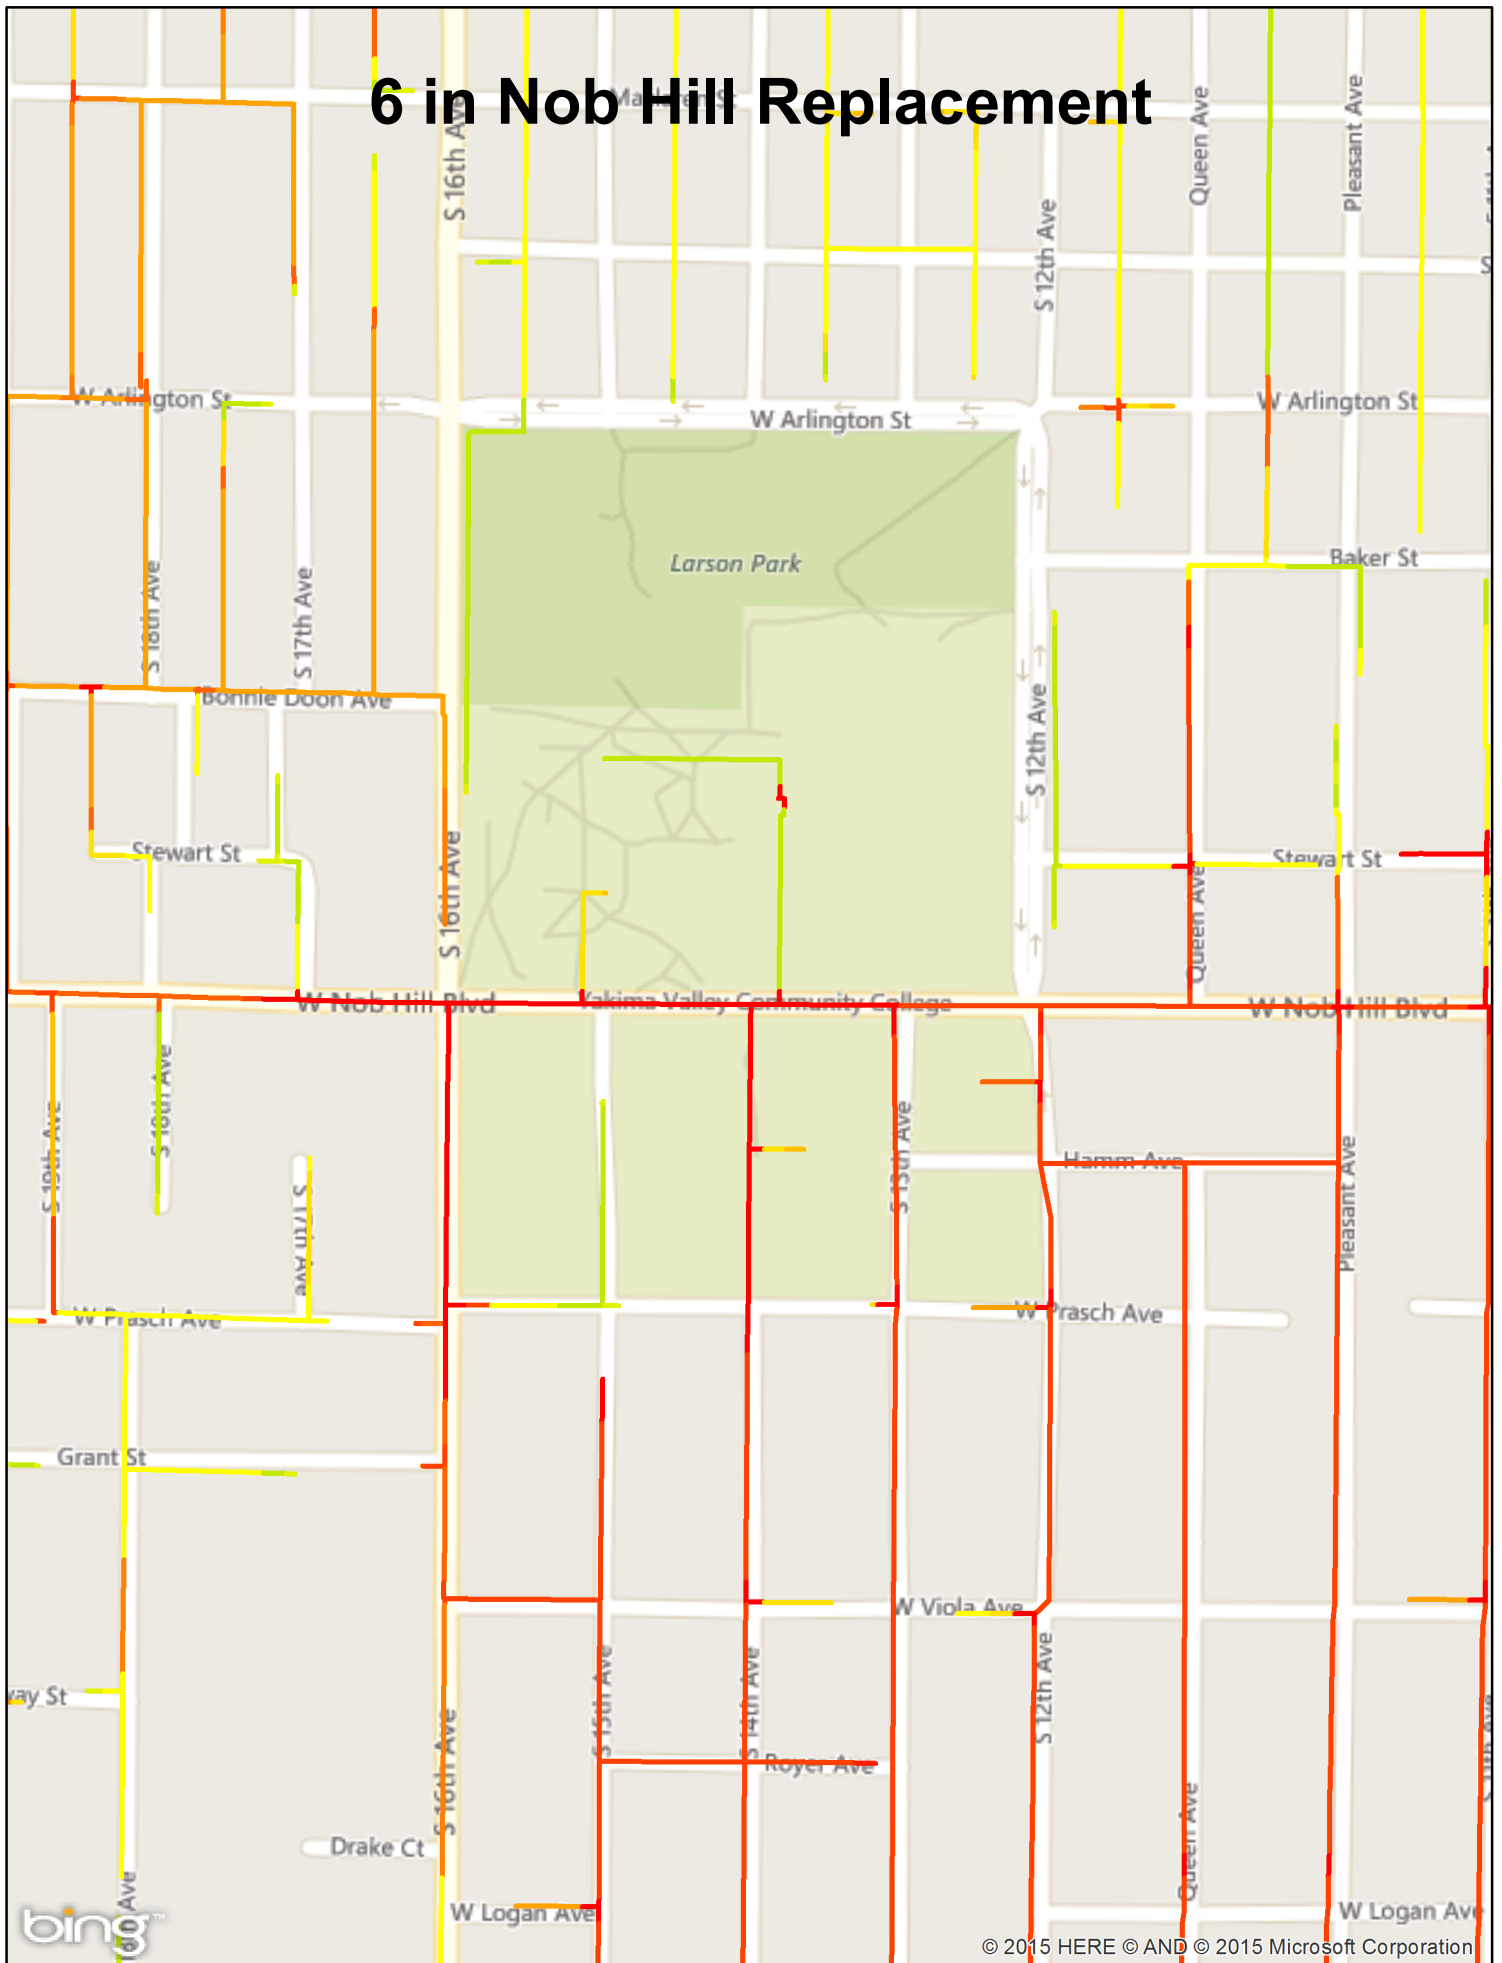 6 in Nob Hill Replacement
S 16th Ave
Queen Ave
Pleasant Ave
S 12th Ave
W Arlington St
W Arlington St
W Arlington St
Larson Park
Baker St
S 18th Ave
S 17th Ave
Bonnie Doon Ave
S 12th Ave
Stewart St
Stewart St
S 16th Ave
Queen Ave
W Nob Hill Blvd
Yakima Valley Community College
W Nob Hill Blvd
S 18th Ave
S 19th Ave
S 13th Ave
Hamm Ave
Pleasant Ave
S 17th Ave
W Prasch Ave
W Prasch Ave
Grant St
W Viola Ave
S 15th Ave
S 14th Ave
S 12th Ave
way St
S 16th Ave
Royer Ave
Queen Ave
Drake Ct
W Logan Ave
W Logan Ave
bing™
© 2015 HERE © AND © 2015 Microsoft Corporation